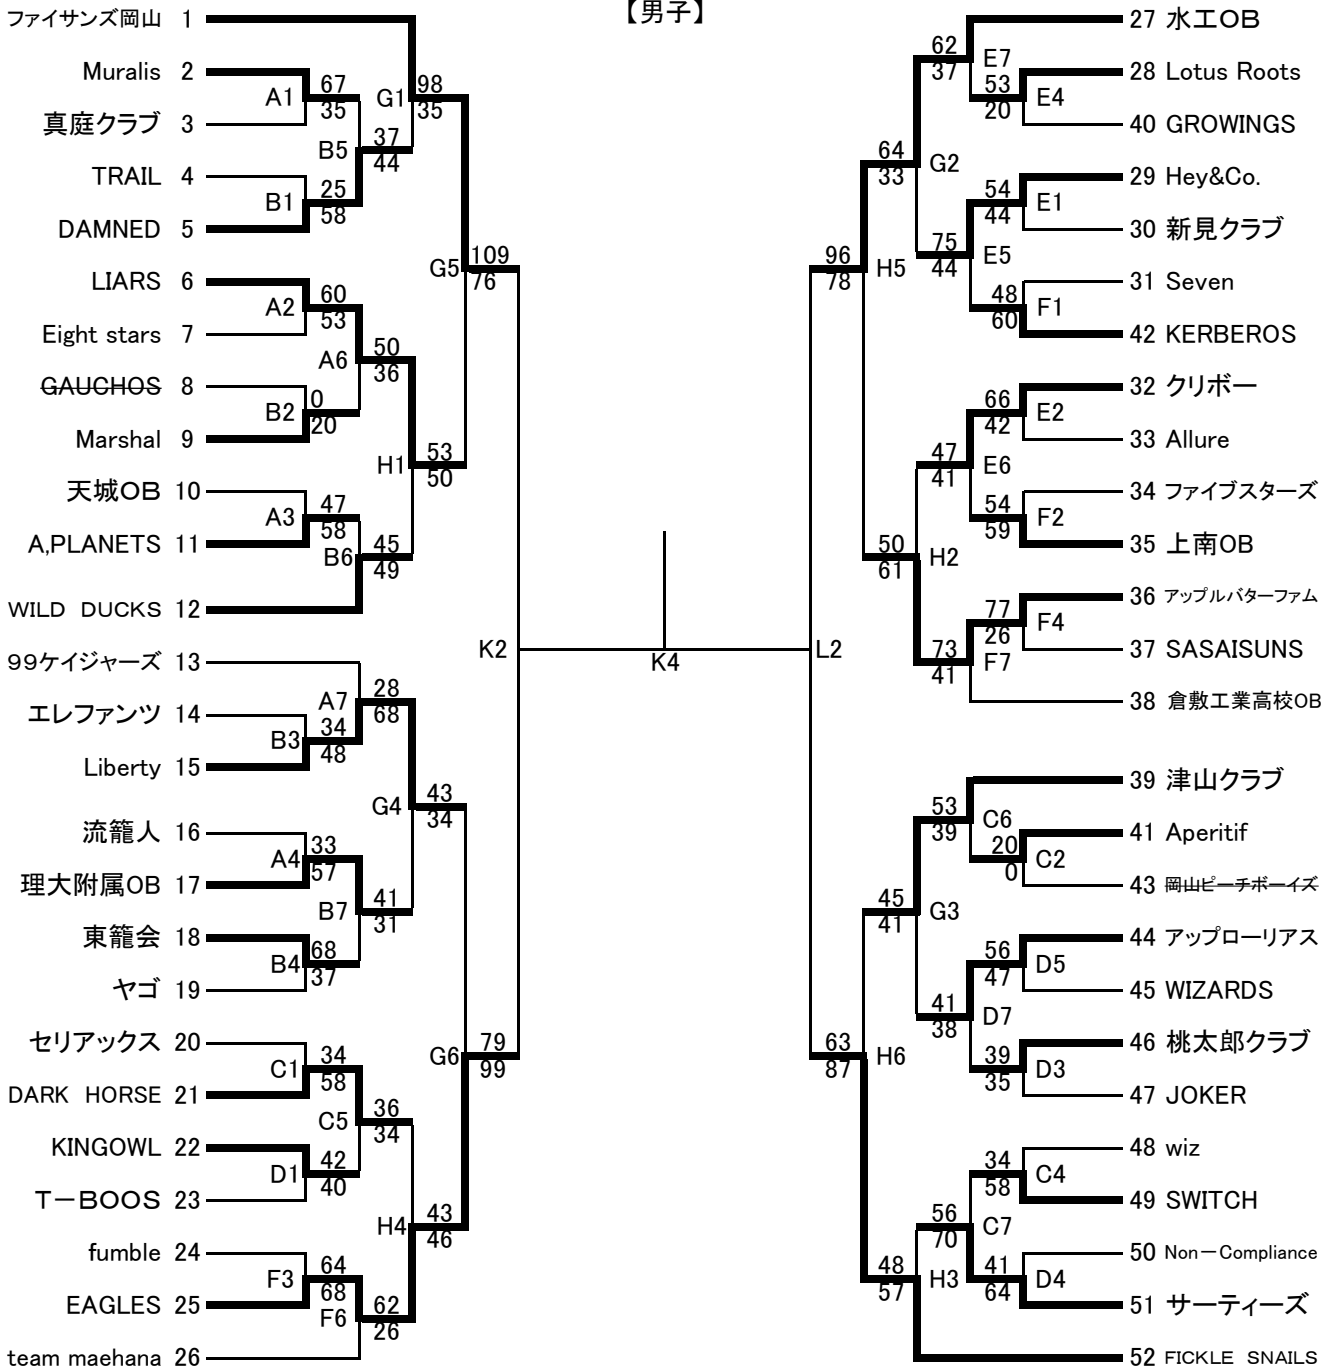 【男子】
ファイサンズ岡山 1
Muralis 2
A1 67 35
真庭クラブ 3
G1 98 35
B5 37 44
TRAIL 4
B1 25 58
DAMNED 5
G5 109 76
LIARS 6
A2 60 53
Eight stars 7
A6 50 36
GAUCHOS 8
B2 0 20
Marshal 9
H1 53 50
天城OB 10
A3 47 58
A,PLANETS 11
B6 45 49
WILD DUCKS 12
K2
99ケイジャーズ 13
A7 28 68
エレファンツ 14
B3 34 48
Liberty 15
G4 43 34
流籠人 16
A4 33 57
理大附属OB 17
B7 41 31
東籠会 18
B4 68 37
ヤゴ 19
G6 79 99
セリアックス 20
C1 34 58
DARK HORSE 21
C5 36 34
KINGOWL 22
D1 42 40
T－BOOS 23
H4 43 46
fumble 24
F3 64 68
EAGLES 25
F6 62 26
team maehana 26
K4
27 水工OB
62 37 E7
28 Lotus Roots
53 20 E4
40 GROWINGS
64 33 G2
29 Hey&Co.
54 44 E1
30 新見クラブ
75 44 E5
31 Seven
48 60 F1
42 KERBEROS
96 78 H5
32 クリボー
66 42 E2
33 Allure
47 41 E6
34 ファイブスターズ
54 59 F2
35 上南OB
50 61 H2
36 アップルバターファム
77 26 F4
37 SASAISUNS
73 41 F7
38 倉敷工業高校OB
L2
39 津山クラブ
53 39 C6
41 Aperitif
20 0 C2
43 岡山ピーチボーイズ
45 41 G3
44 アップローリアス
56 47 D5
45 WIZARDS
41 38 D7
46 桃太郎クラブ
39 35 D3
47 JOKER
63 87 H6
48 wiz
34 58 C4
49 SWITCH
56 70 C7
50 Non－Compliance
41 64 D4
51 サーティーズ
48 57 H3
52 FICKLE SNAILS